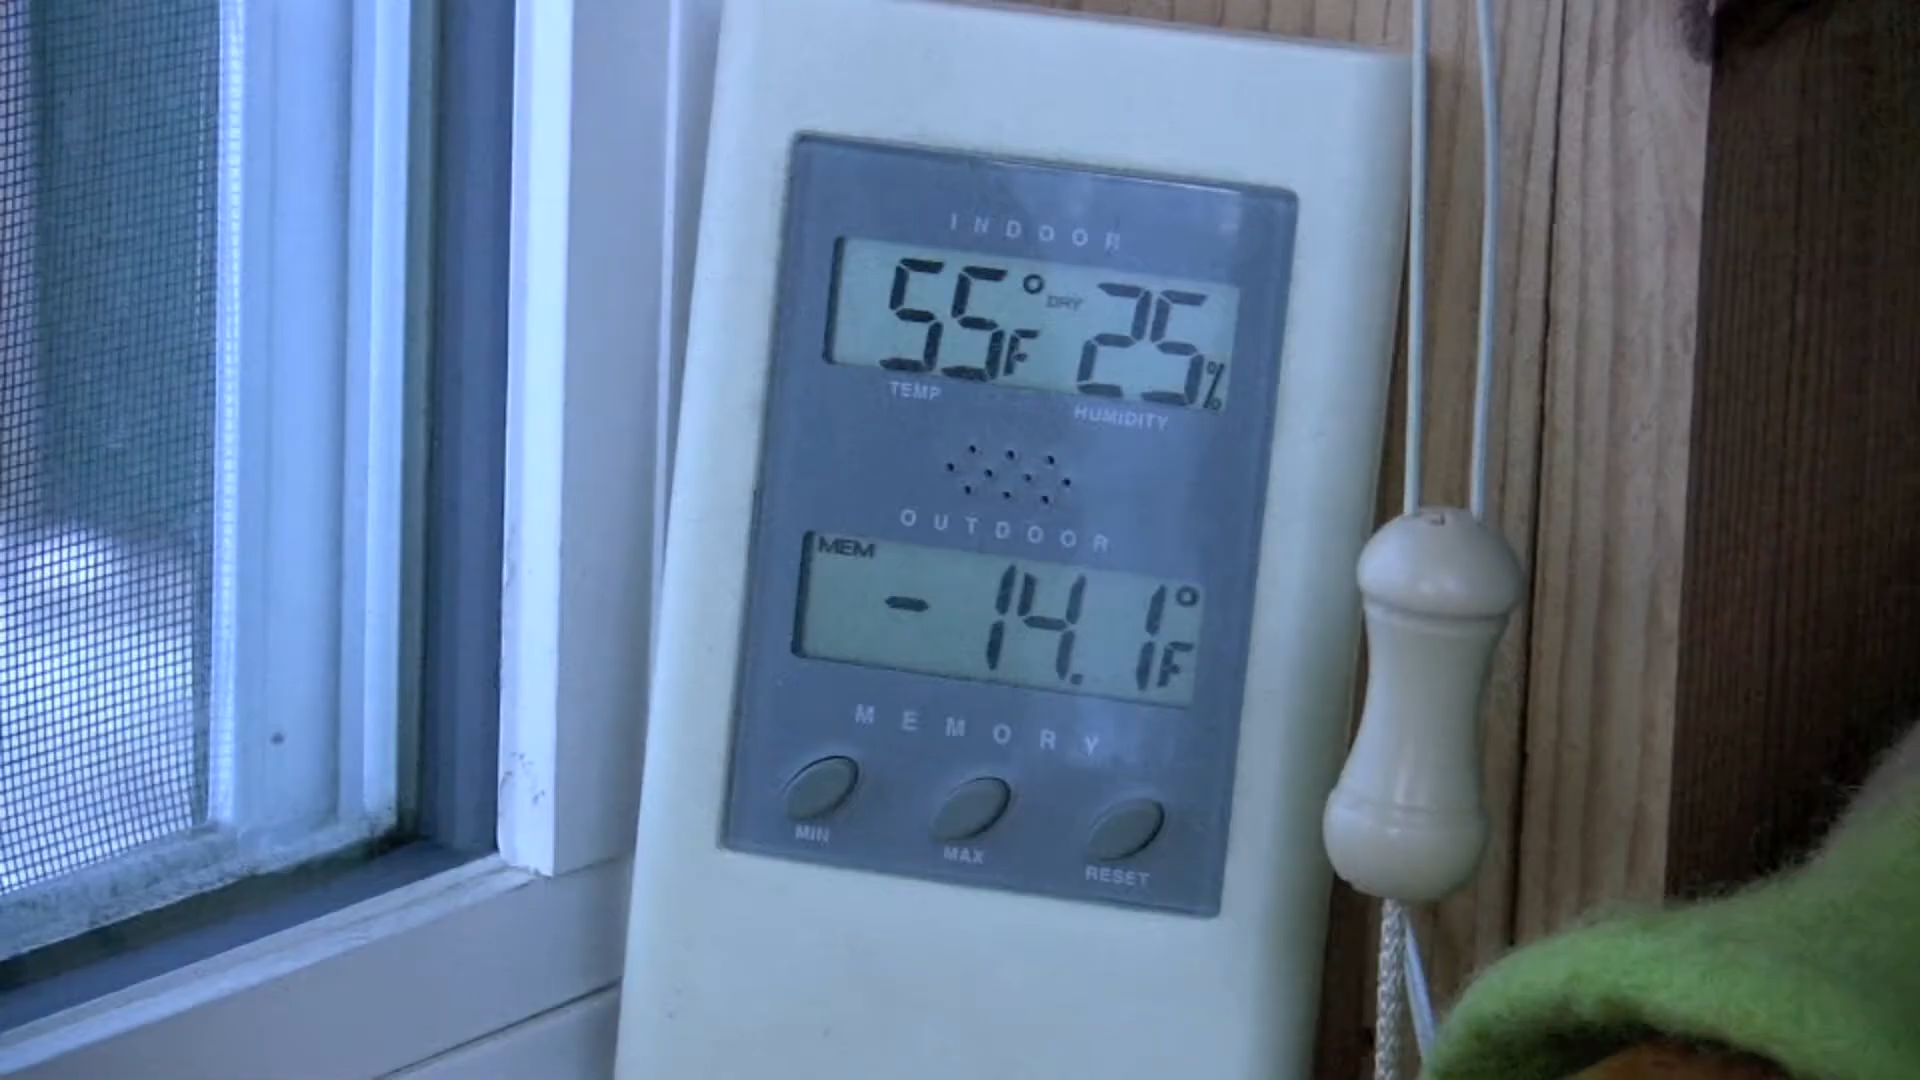 INDOOR
55°F DRY 25%
TEMP HUMIDITY
OUTDOOR
MEM
- 14.1°F
MEMORY
MIN MAX RESET